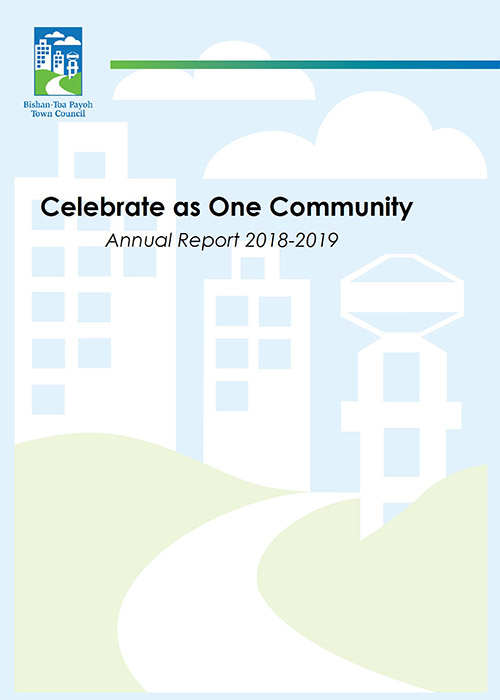 Bishan-Toa Payoh
Town Council
Celebrate as One Community
Annual Report 2018-2019